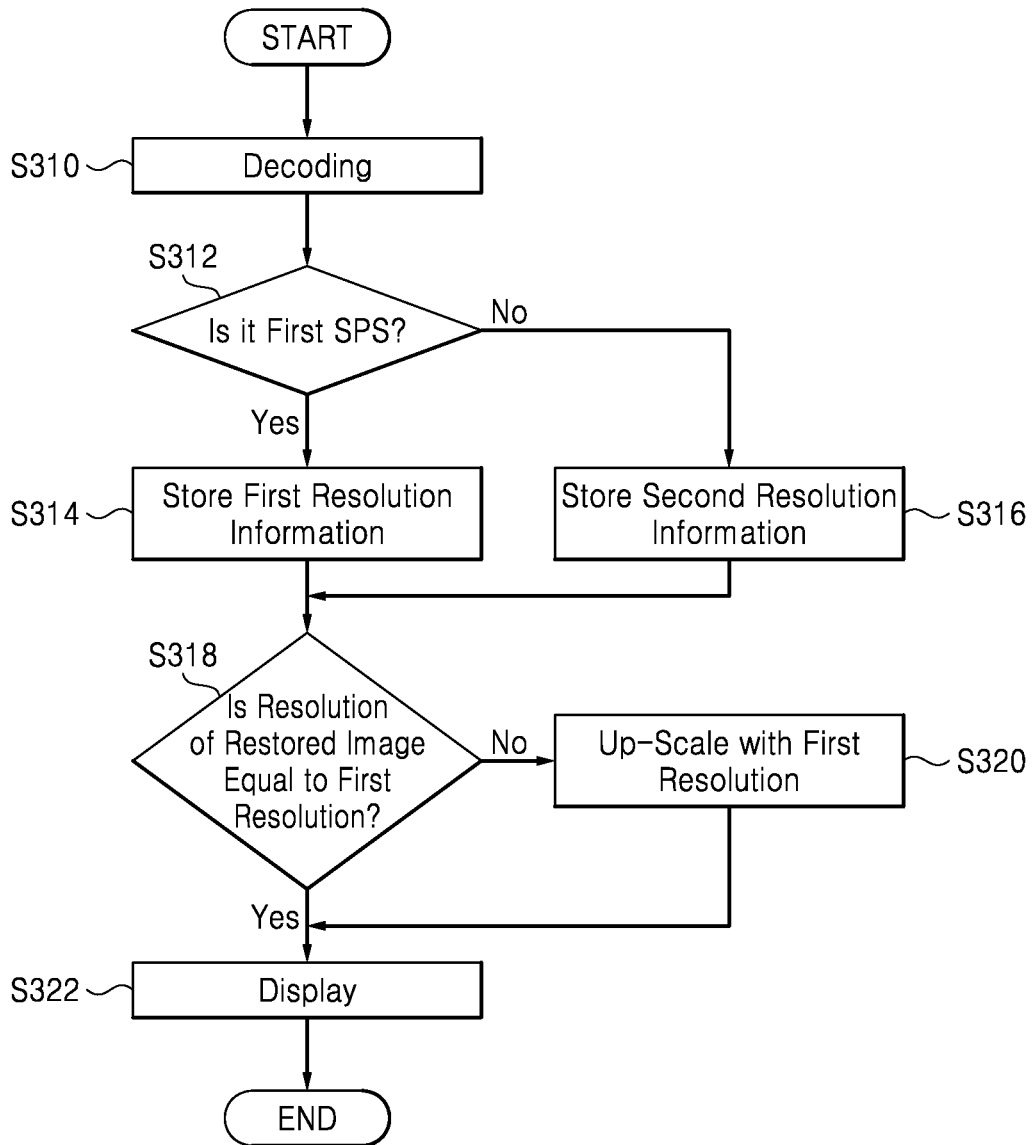 START
S310
Decoding
S312
Is it First SPS?
No
Yes
S314
Store First Resolution
Information
Store Second Resolution
Information
S316
S318
Is Resolution
of Restored Image
Equal to First
Resolution?
No
Up-Scale with First
Resolution
S320
Yes
S322
Display
END